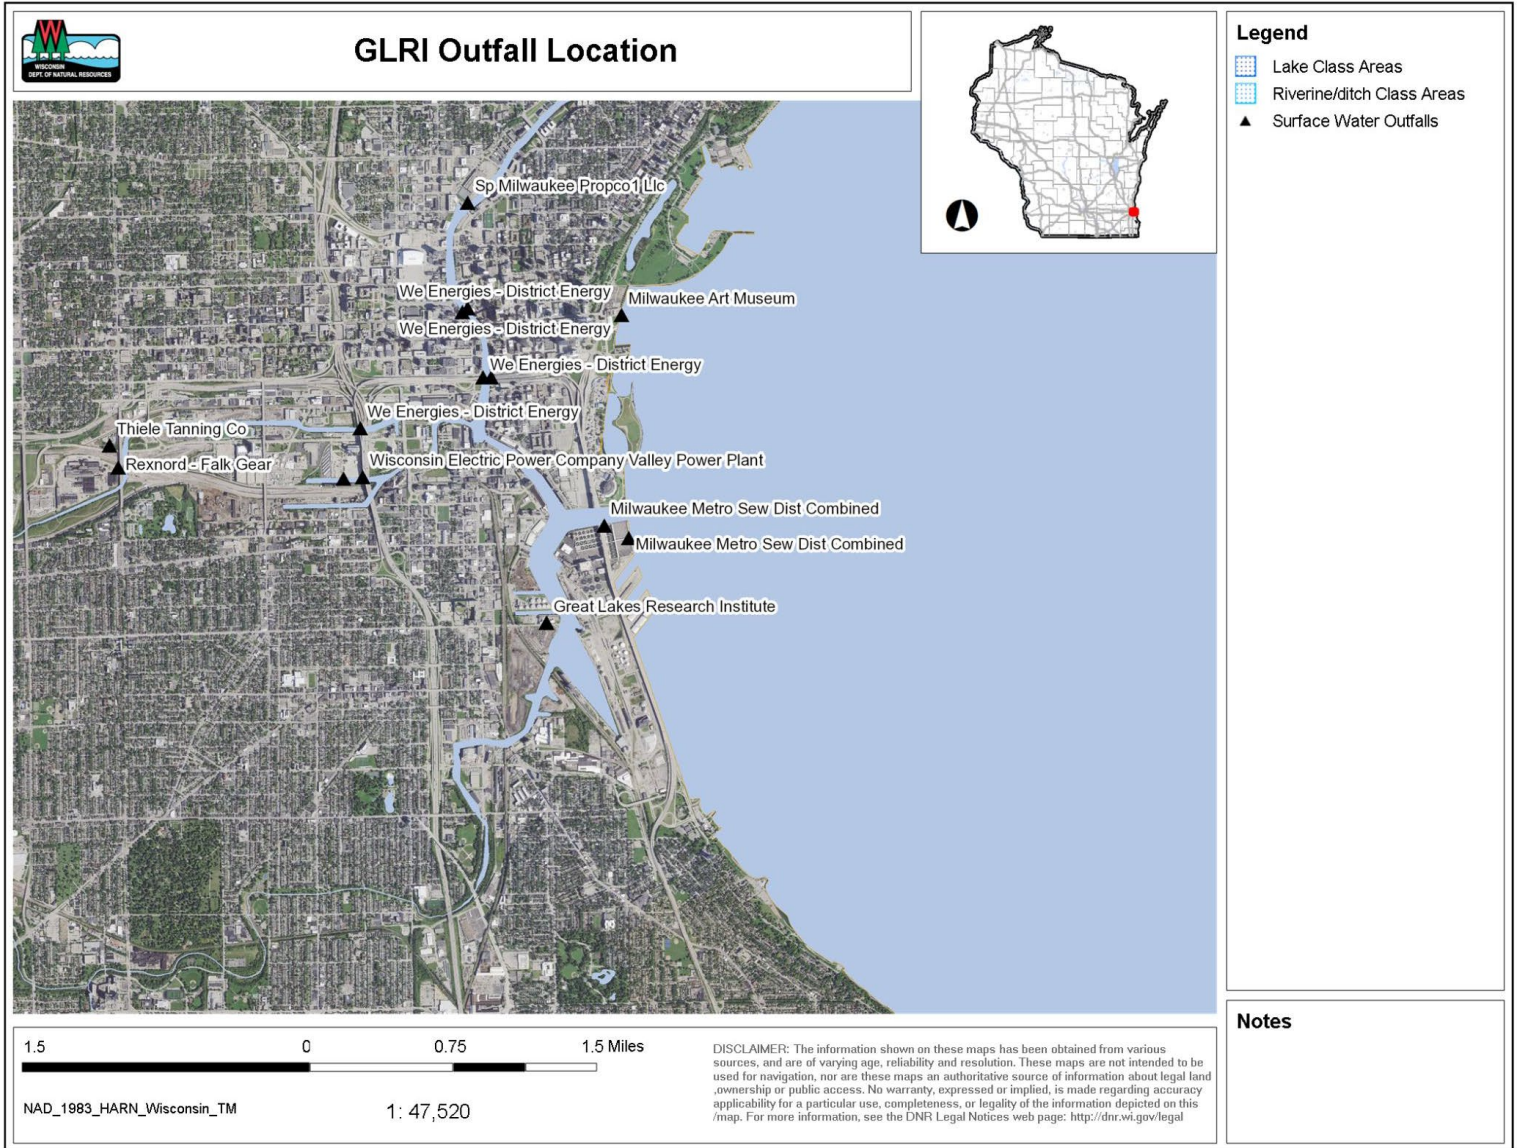 W
WISCONSIN
DEPT. OF NATURAL RESOURCES
GLRI Outfall Location
Legend
Lake Class Areas
Riverine/ditch Class Areas
Surface Water Outfalls
Sp Milwaukee Propco1 Llc
We Energies - District Energy
Milwaukee Art Museum
We Energies - District Energy
We Energies - District Energy
We Energies - District Energy
Thiele Tanning Co
Rexnord - Falk Gear
Wisconsin Electric Power Company Valley Power Plant
Milwaukee Metro Sew Dist Combined
Milwaukee Metro Sew Dist Combined
Great Lakes Research Institute
Notes
1.5 0 0.75 1.5 Miles
NAD_1983_HARN_Wisconsin_TM
1: 47,520
DISCLAIMER: The information shown on these maps has been obtained from various
sources, and are of varying age, reliability and resolution. These maps are not intended to be
used for navigation, nor are these maps an authoritative source of information about legal land
,ownership or public access. No warranty, expressed or implied, is made regarding accuracy
applicability for a particular use, completeness, or legality of the information depicted on this
/map. For more information, see the DNR Legal Notices web page: http://dnr.wi.gov/legal